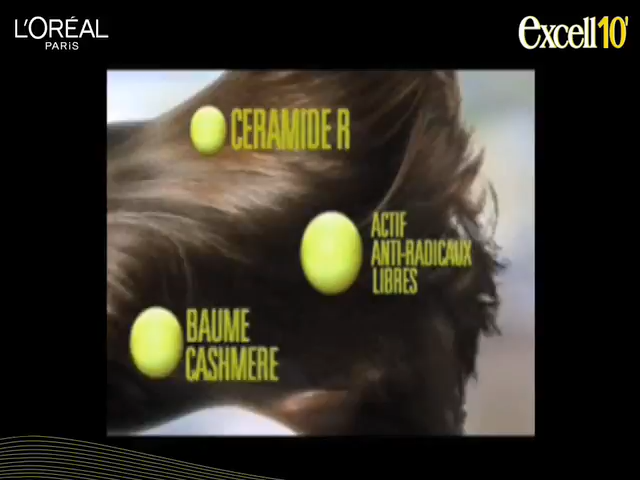 L'ORÉAL
PARIS
Excell10'
CERAMIDE R
ACTIF
ANTI-RADICAUX
LIBRES
BAUME
CASHMERE